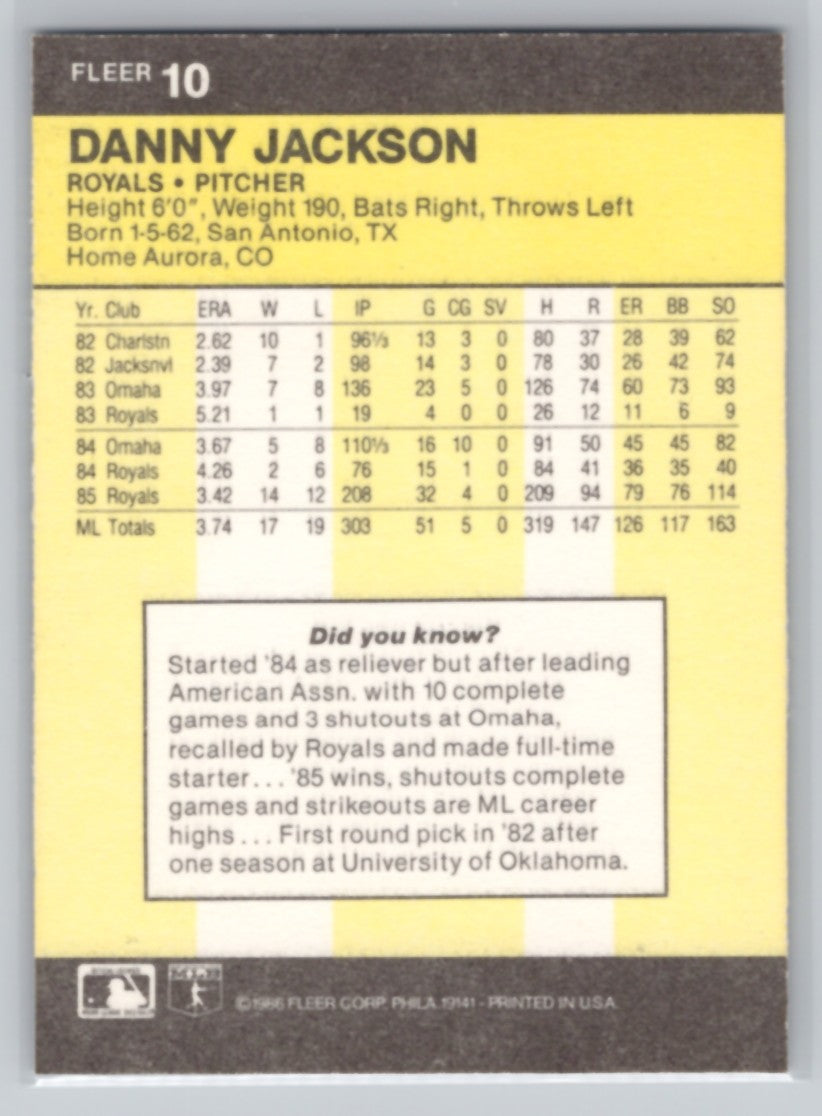 FLEER 10
DANNY JACKSON
ROYALS • PITCHER
Height 6'0", Weight 190, Bats Right, Throws Left
Born 1-5-62, San Antonio, TX
Home Aurora, CO
Yr. Club ERA W L IP G CG SV H R ER BB SO
82 Charlstn 2.62 10 1 96⅓ 13 3 0 80 37 28 39 62
82 Jacksnvl 2.39 7 2 98 14 3 0 78 30 26 42 74
83 Omaha 3.97 7 8 136 23 5 0 126 74 60 73 93
83 Royals 5.21 1 1 19 4 0 0 26 12 11 6 9
84 Omaha 3.67 5 8 110⅓ 16 10 0 91 50 45 45 82
84 Royals 4.26 2 6 76 15 1 0 84 41 36 35 40
85 Royals 3.42 14 12 208 32 4 0 209 94 79 76 114
ML Totals 3.74 17 19 303 51 5 0 319 147 126 117 163
Did you know?
Started '84 as reliever but after leading
American Assn. with 10 complete
games and 3 shutouts at Omaha,
recalled by Royals and made full-time
starter... '85 wins, shutouts complete
games and strikeouts are ML career
highs... First round pick in '82 after
one season at University of Oklahoma.
©1986 FLEER CORP. PHILA. 19141 - PRINTED IN U.S.A.